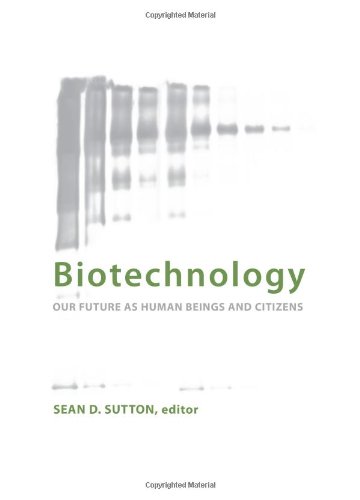 Copyrighted Material
Biotechnology
OUR FUTURE AS HUMAN BEINGS AND CITIZENS
SEAN D. SUTTON, editor
Copyrighted Material